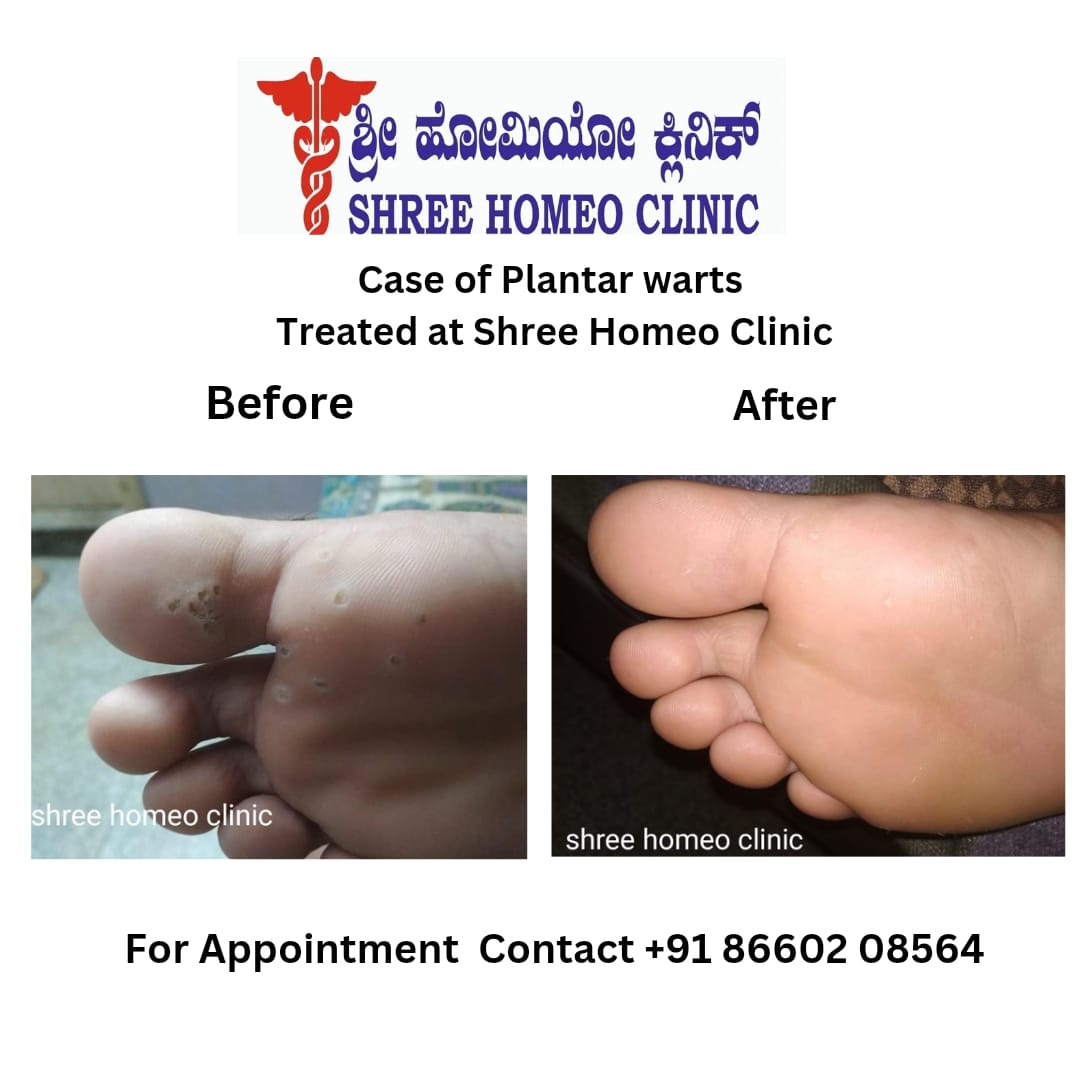 ಶ್ರೀ ಹೋಮಿಯೋ ಕ್ಲಿನಿಕ್
SHREE HOMEO CLINIC
Case of Plantar warts
Treated at Shree Homeo Clinic
Before
After
shree homeo clinic
shree homeo clinic
For Appointment Contact +91 86602 08564